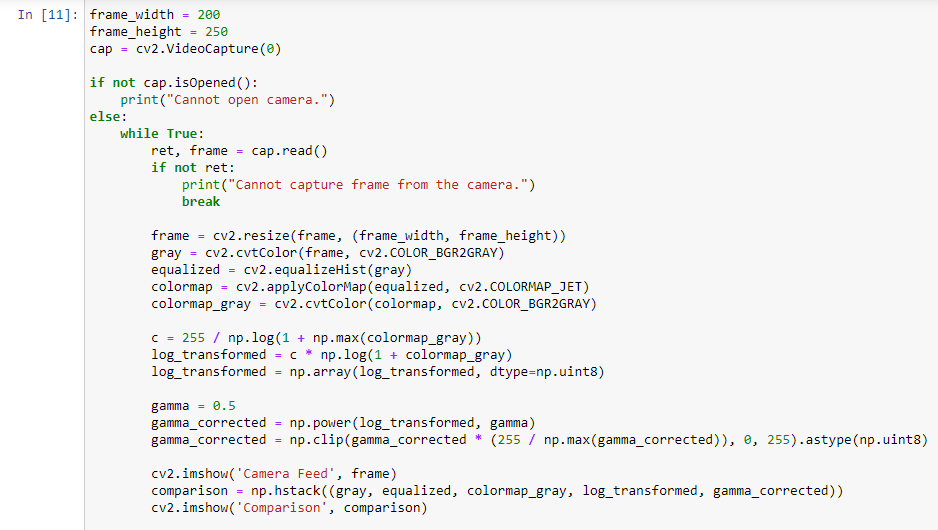 In [11]: frame_width = 200
frame_height = 250
cap = cv2.VideoCapture(0)

if not cap.isOpened():
    print("Cannot open camera.")
else:
    while True:
        ret, frame = cap.read()
        if not ret:
            print("Cannot capture frame from the camera.")
            break

        frame = cv2.resize(frame, (frame_width, frame_height))
        gray = cv2.cvtColor(frame, cv2.COLOR_BGR2GRAY)
        equalized = cv2.equalizeHist(gray)
        colormap = cv2.applyColorMap(equalized, cv2.COLORMAP_JET)
        colormap_gray = cv2.cvtColor(colormap, cv2.COLOR_BGR2GRAY)

        c = 255 / np.log(1 + np.max(colormap_gray))
        log_transformed = c * np.log(1 + colormap_gray)
        log_transformed = np.array(log_transformed, dtype=np.uint8)

        gamma = 0.5
        gamma_corrected = np.power(log_transformed, gamma)
        gamma_corrected = np.clip(gamma_corrected * (255 / np.max(gamma_corrected)), 0, 255).astype(np.uint8)

        cv2.imshow('Camera Feed', frame)
        comparison = np.hstack((gray, equalized, colormap_gray, log_transformed, gamma_corrected))
        cv2.imshow('Comparison', comparison)